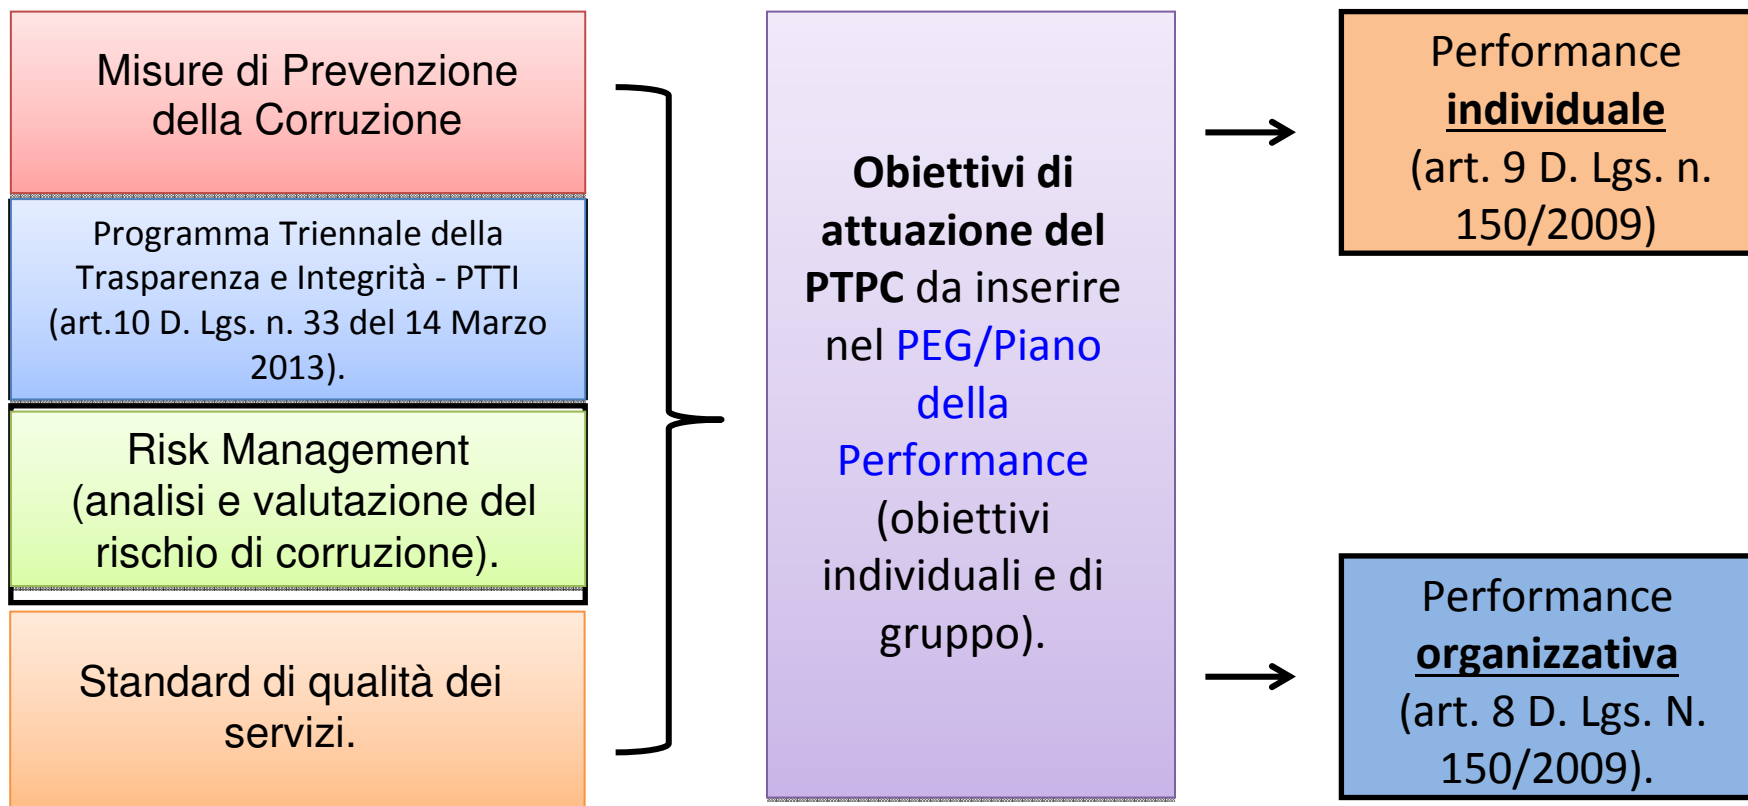 Misure di Prevenzione
della Corruzione
Programma Triennale della
Trasparenza e Integrità - PTTI
(art.10 D. Lgs. n. 33 del 14 Marzo
2013).
Risk Management
(analisi e valutazione del
rischio di corruzione).
Standard di qualità dei
servizi.
Obiettivi di
attuazione del
PTPC da inserire
nel PEG/Piano
della
Performance
(obiettivi
individuali e di
gruppo).
Performance
individuale
(art. 9 D. Lgs. n.
150/2009)
Performance
organizzativa
(art. 8 D. Lgs. N.
150/2009).